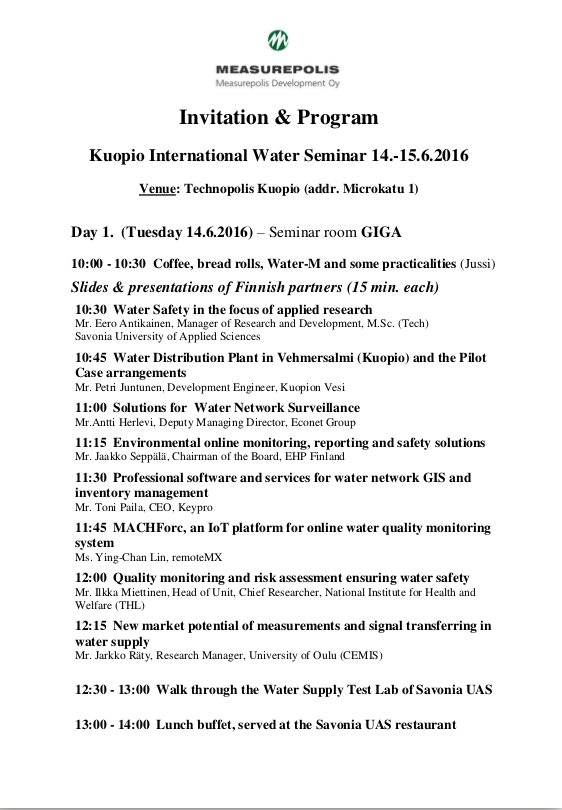 MEASUREPOLIS
Measurepolis Development Oy
Invitation & Program
Kuopio International Water Seminar 14.-15.6.2016
Venue: Technopolis Kuopio (addr. Microkatu 1)
Day 1. (Tuesday 14.6.2016) – Seminar room GIGA
10:00 - 10:30 Coffee, bread rolls, Water-M and some practicalities (Jussi)
Slides & presentations of Finnish partners (15 min. each)
10:30 Water Safety in the focus of applied research
Mr. Eero Antikainen, Manager of Research and Development, M.Sc. (Tech)
Savonia University of Applied Sciences
10:45 Water Distribution Plant in Vehmersalmi (Kuopio) and the Pilot
Case arrangements
Mr. Petri Juntunen, Development Engineer, Kuopion Vesi
11:00 Solutions for Water Network Surveillance
Mr.Antti Herlevi, Deputy Managing Director, Econet Group
11:15 Environmental online monitoring, reporting and safety solutions
Mr. Jaakko Seppälä, Chairman of the Board, EHP Finland
11:30 Professional software and services for water network GIS and
inventory management
Mr. Toni Paila, CEO, Keypro
11:45 MACHForc, an IoT platform for online water quality monitoring
system
Ms. Ying-Chan Lin, remoteMX
12:00 Quality monitoring and risk assessment ensuring water safety
Mr. Ilkka Miettinen, Head of Unit, Chief Researcher, National Institute for Health and
Welfare (THL)
12:15 New market potential of measurements and signal transferring in
water supply
Mr. Jarkko Räty, Research Manager, University of Oulu (CEMIS)
12:30 - 13:00 Walk through the Water Supply Test Lab of Savonia UAS
13:00 - 14:00 Lunch buffet, served at the Savonia UAS restaurant